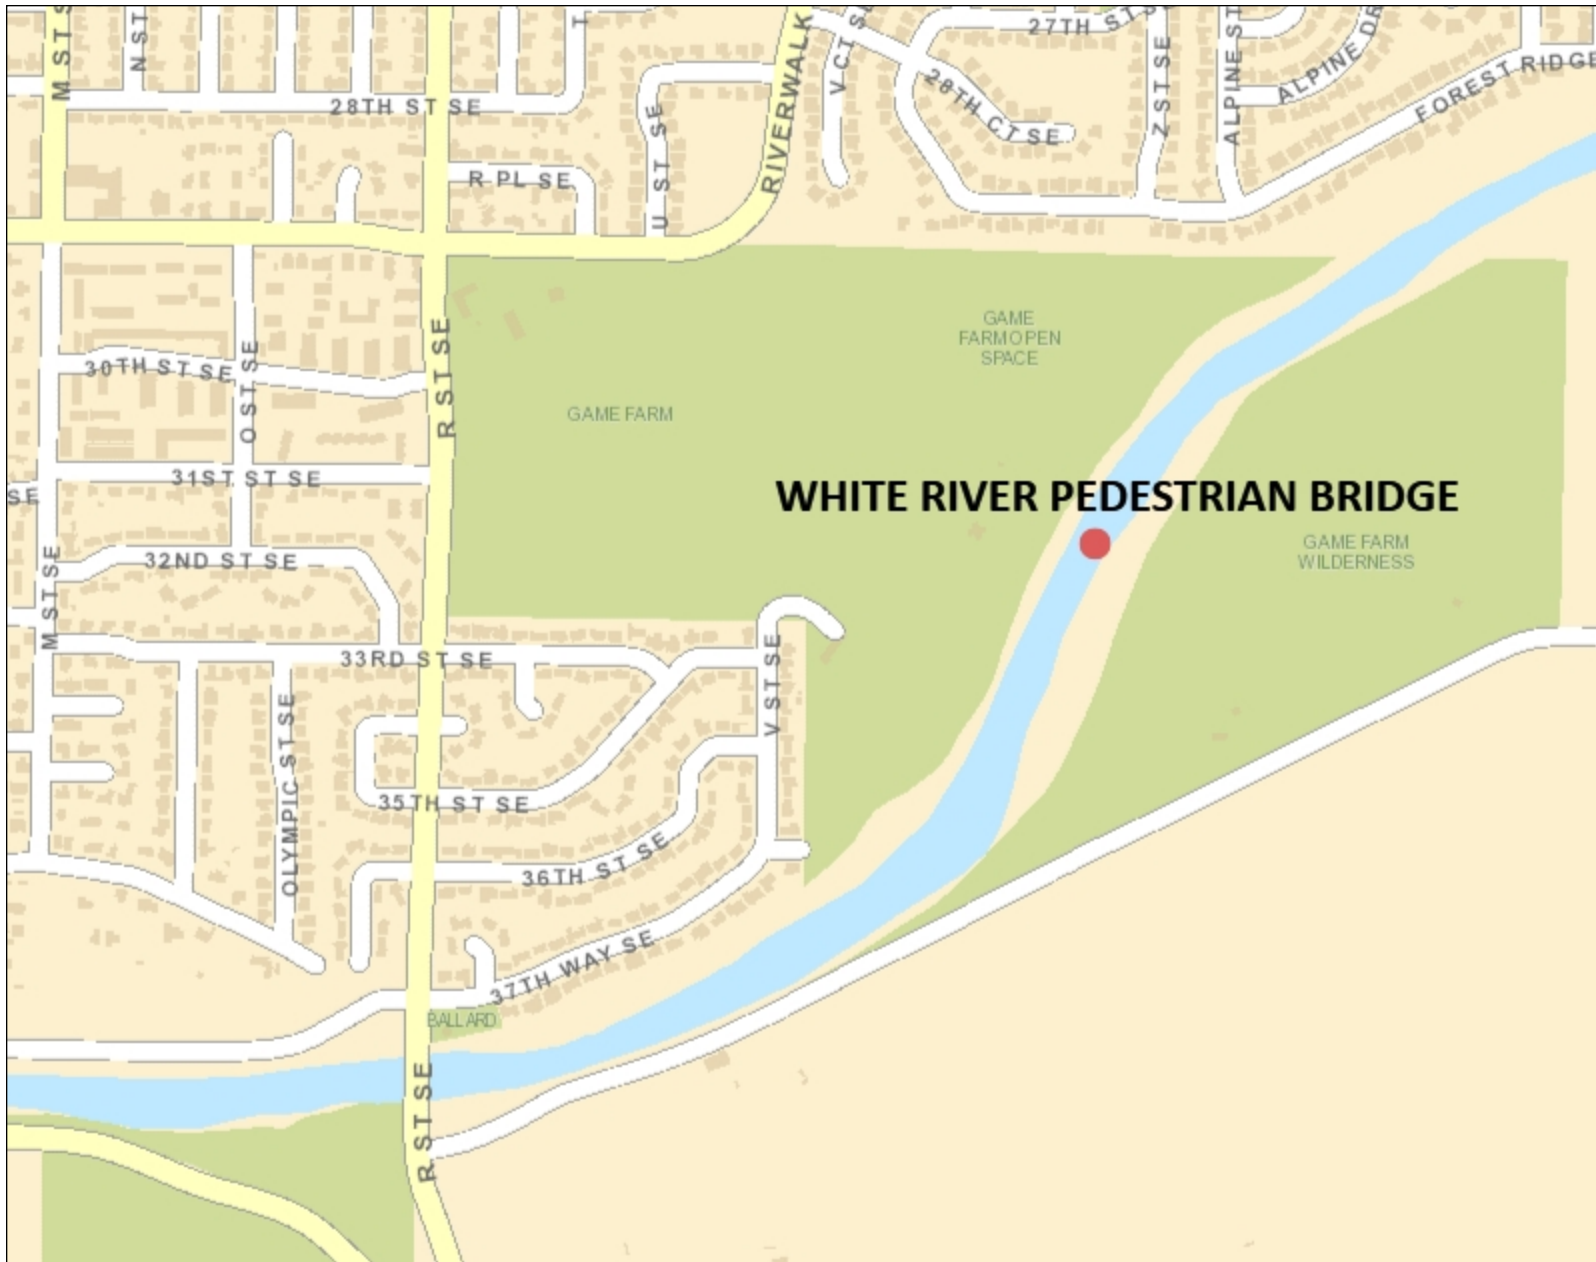 M ST S
N ST
T
RIVERWALK
V CT S
27TH ST S
Z ST SE
ALPINE ST
ALPINE DR
FOREST RIDGE
28TH ST SE
28TH CT SE
U ST SE
R PL SE
R ST SE
GAME
FARM OPEN
SPACE
30TH ST SE
O ST SE
GAME FARM
31ST ST SE
SE
WHITE RIVER PEDESTRIAN BRIDGE
GAME FARM
WILDERNESS
32ND ST SE
M ST SE
33RD ST SE
V ST SE
OLYMPIC ST SE
35TH ST SE
36TH ST SE
37TH WAY SE
BALLARD
R ST SE